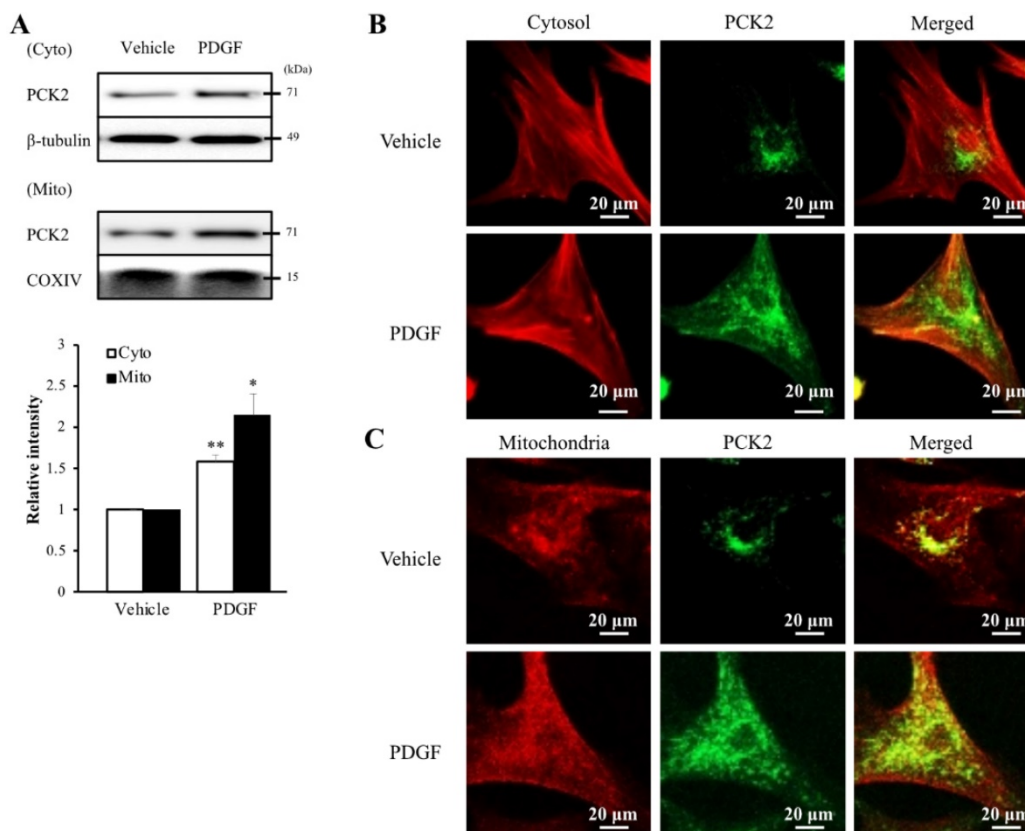 A
(Cyto) Vehicle PDGF
(kDa)
PCK2 71
β-tubulin 49
(Mito)
PCK2 71
COXIV 15
3
2.5
2
1.5
1
0.5
0
Relative intensity
Cyto
Mito
**
*
Vehicle PDGF
B
Cytosol PCK2 Merged
Vehicle
20 μm 20 μm 20 μm
PDGF
20 μm 20 μm 20 μm
C
Mitochondria PCK2 Merged
Vehicle
20 μm 20 μm 20 μm
PDGF
20 μm 20 μm 20 μm